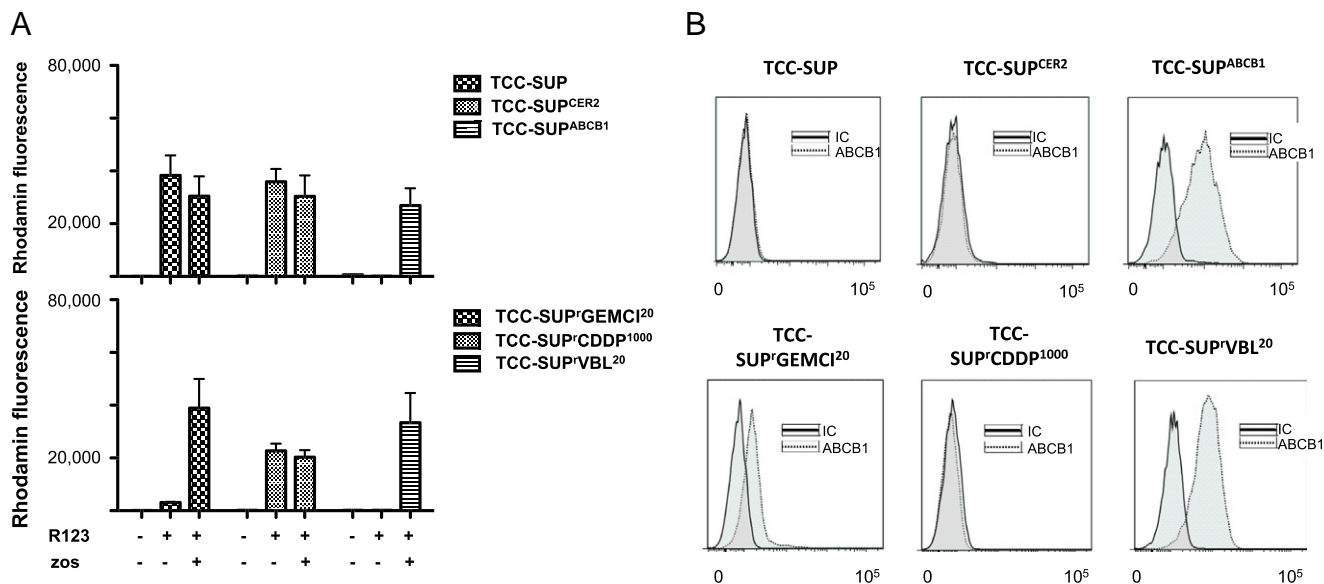 A
80,000
20,000
Rhodamin fluorescence
TCC-SUP
TCC-SUPᶜᴱᴿ²
TCC-SUPᴬᴮᶜᴮ¹
80,000
20,000
Rhodamin fluorescence
TCC-SUPʳGEMCI²⁰
TCC-SUPʳCDDP¹⁰⁰⁰
TCC-SUPʳVBL²⁰
R123 - + + - + + - + +
zos - - + - - + - - +
B
TCC-SUP
IC
ABCB1
0 10⁵
TCC-SUPᶜᴱᴿ²
IC
ABCB1
0 10⁵
TCC-SUPᴬᴮᶜᴮ¹
IC
ABCB1
0 10⁵
TCC-
SUPʳGEMCI²⁰
IC
ABCB1
0 10⁵
TCC-
SUPʳCDDP¹⁰⁰⁰
IC
ABCB1
0 10⁵
TCC-SUPʳVBL²⁰
IC
ABCB1
0 10⁵